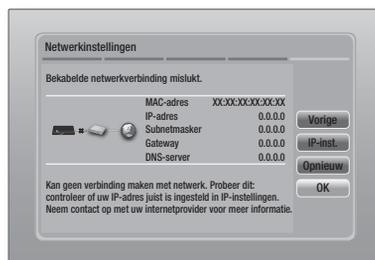 Netwerkinstellingen
Bekabelde netwerkverbinding mislukt.
MAC-adres XX:XX:XX:XX:XX:XX
IP-adres 0.0.0.0
Subnetmasker 0.0.0.0
Gateway 0.0.0.0
DNS-server 0.0.0.0
Vorige
IP-inst.
Opnieuw
OK
Kan geen verbinding maken met netwerk. Probeer dit:
controleer of uw IP-adres juist is ingesteld in IP-instellingen.
Neem contact op met uw internetprovider voor meer informatie.